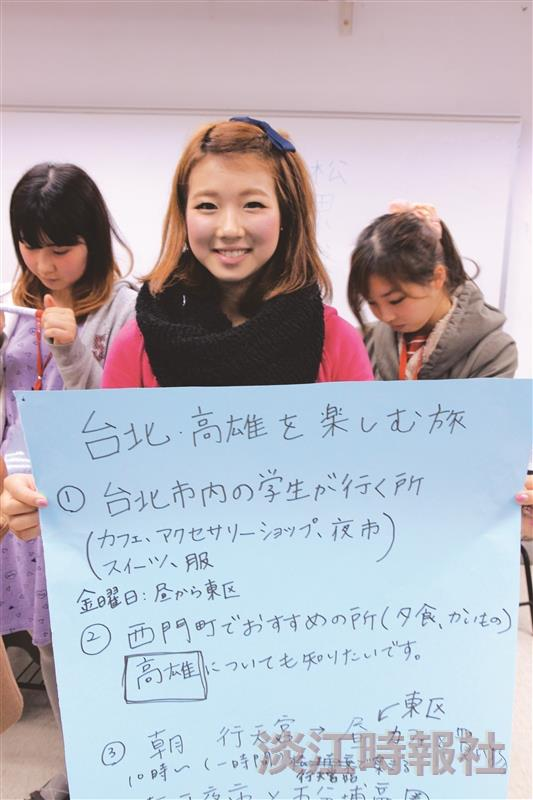 台北・高雄を楽しむ旅
① 台北市内の学生が行く所
(カフェ、アクセサリーショップ、夜市
スイーツ、服)
金曜日:昼から東区
② 西門町でおすすめの所(夕食、かいもの)
高雄についても知りたいです。
東区
③ 朝 行天宮→昼
10時〜(一時間
淡江時報社